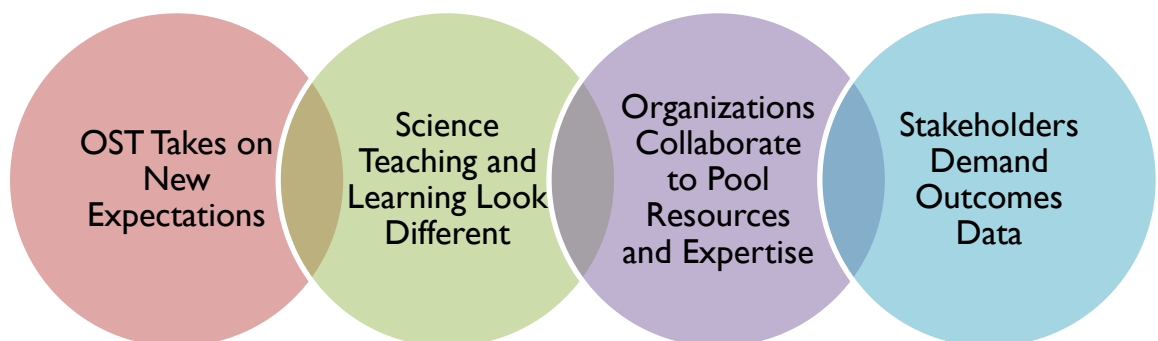 OST Takes on
New
Expectations
Science
Teaching and
Learning Look
Different
Organizations
Collaborate
to Pool
Resources
and Expertise
Stakeholders
Demand
Outcomes
Data